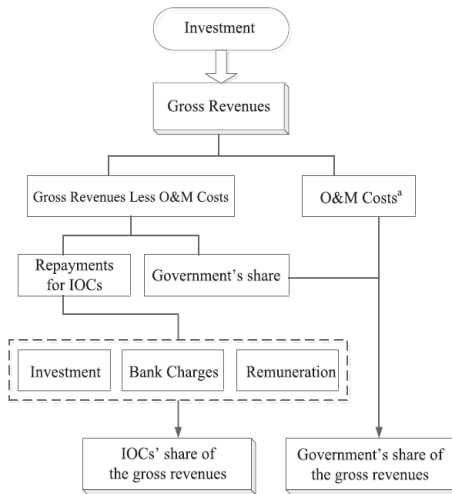 Investment
Gross Revenues
Gross Revenues Less O&M Costs
O&M Costsª
Repayments
for IOCs
Government's share
Investment
Bank Charges
Remuneration
IOCs' share of
the gross revenues
Government's share of
the gross revenues